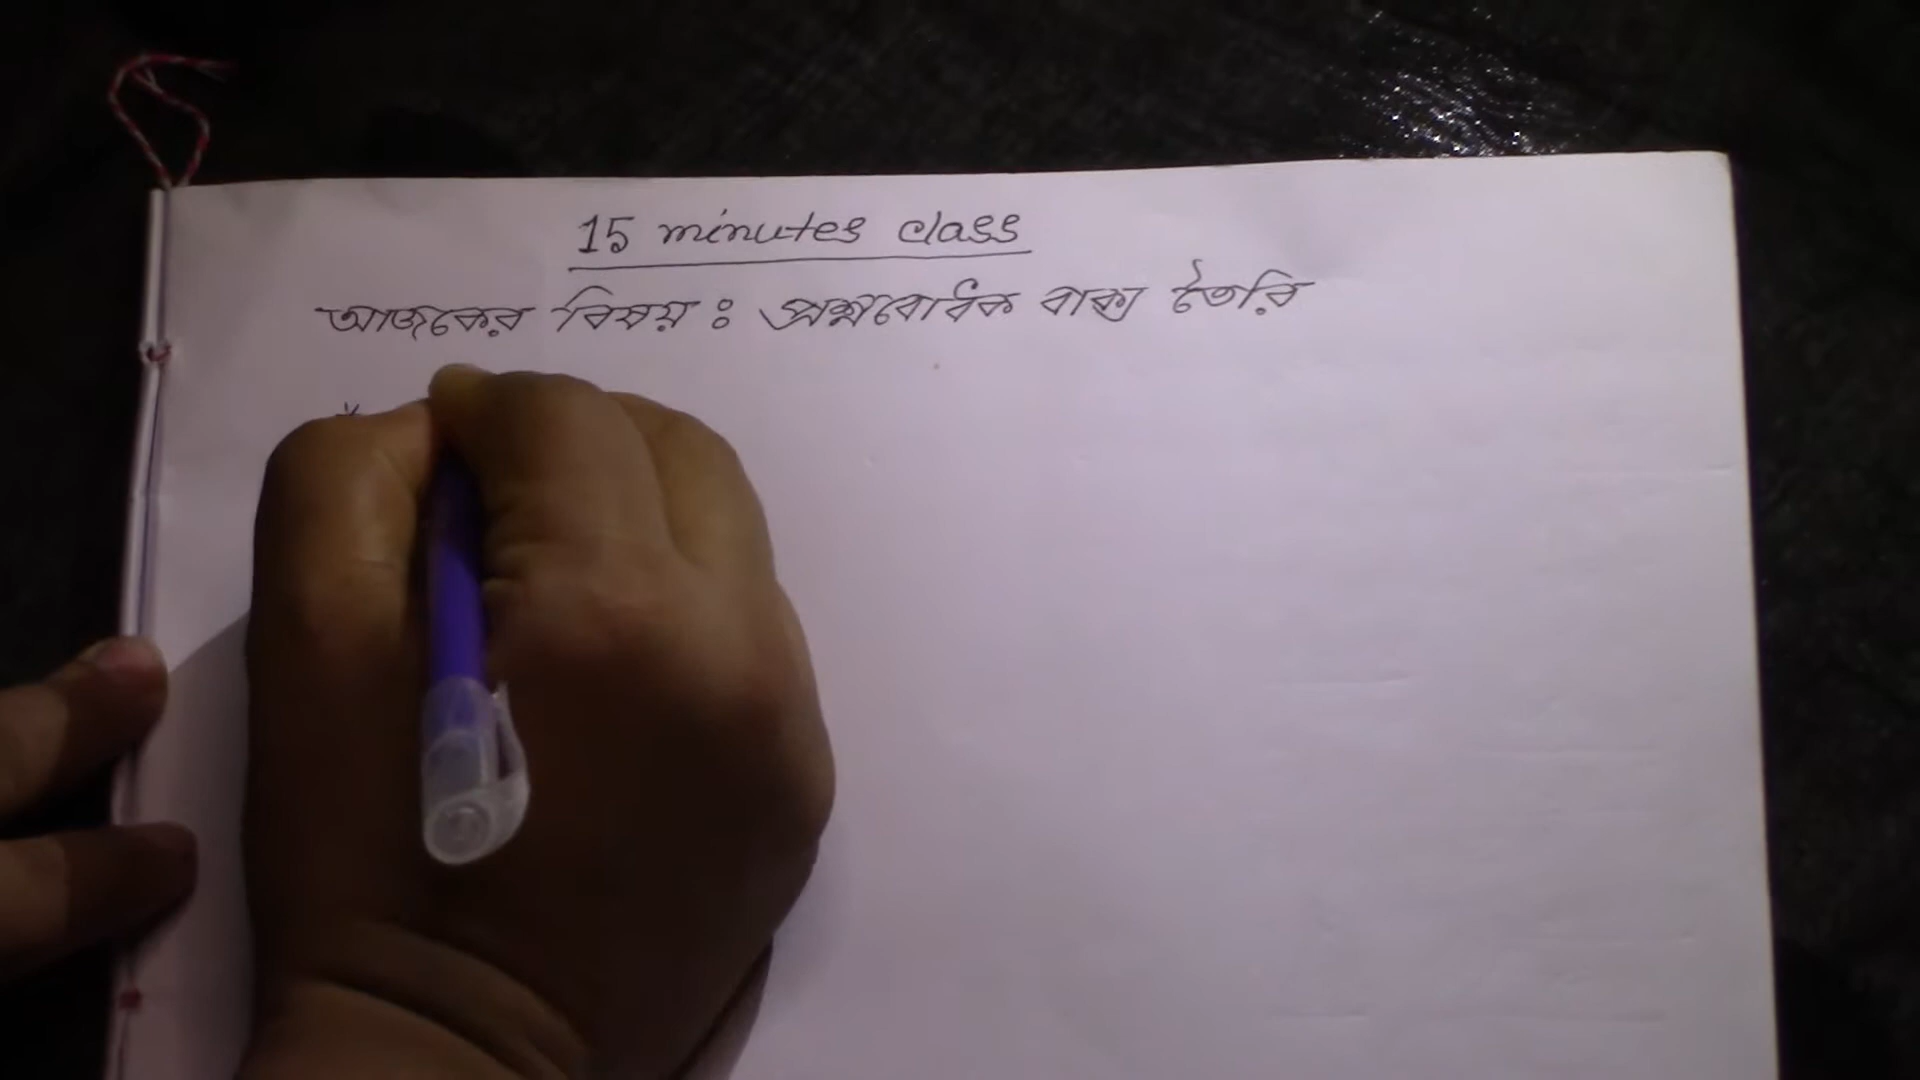 15 minutes class
আজকের বিষয় : প্রশ্নবোধক বাক্য তৈরি